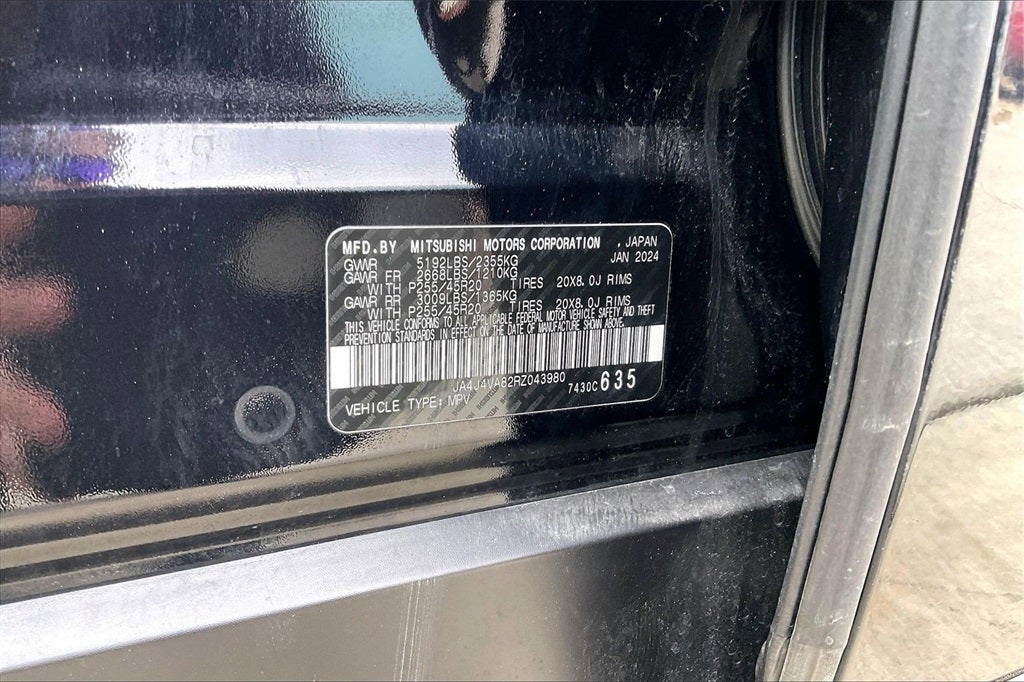 MFD.BY MITSUBISHI MOTORS CORPORATION , JAPAN
GVWR 5192LBS/2355KG JAN 2024
GAWR FR 2668LBS/1210KG
WITH P255/45R20 TIRES 20X8.0J RIMS
GAWR RR 3009LBS/1365KG
WITH P255/45R20 TIRES 20X8.0J RIMS
THIS VEHICLE CONFORMS TO ALL APPLICABLE FEDERAL MOTOR VEHICLE SAFETY AND THEFT
PREVENTION STANDARDS IN EFFECT ON THE DATE OF MANUFACTURE SHOWN ABOVE.
JA4J4VA82RZ043980 7430C 635
VEHICLE TYPE: MPV